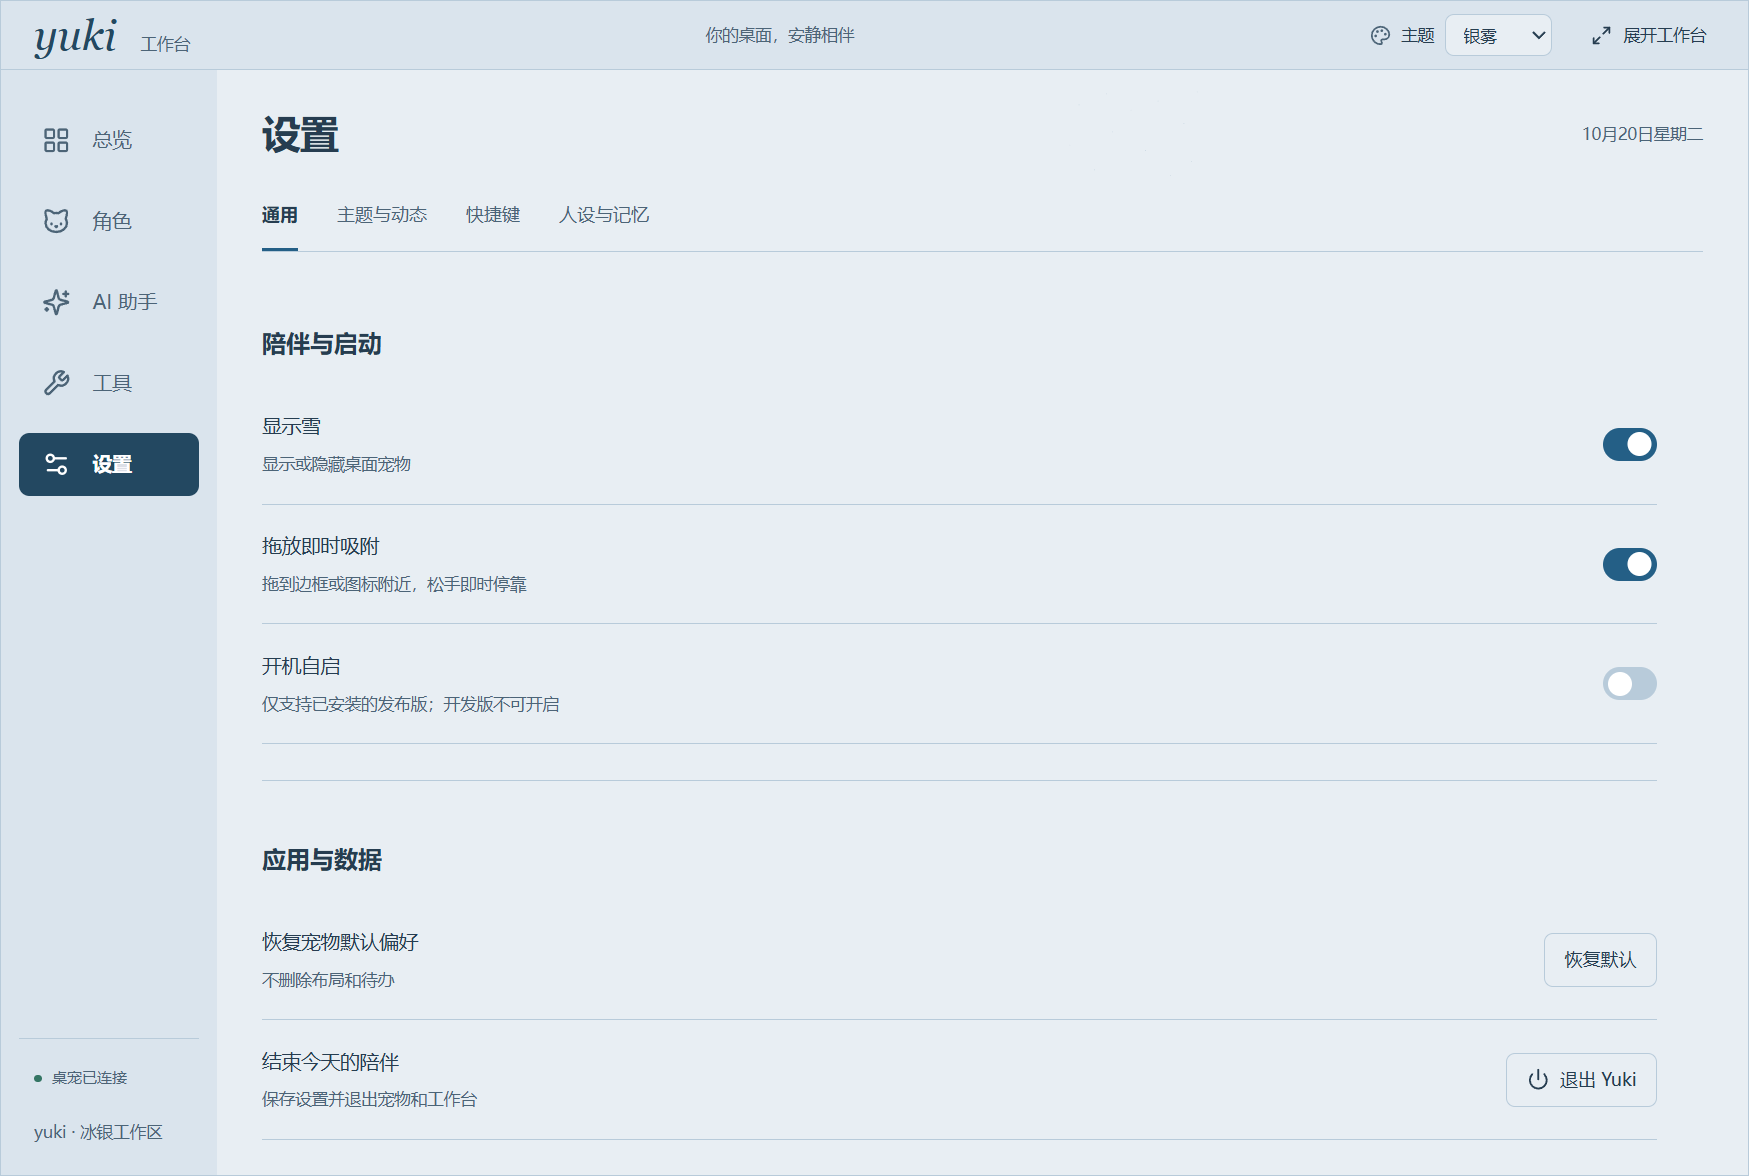 yuki 工作台
你的桌面，安静相伴
主题 银雾
展开工作台
总览
角色
AI 助手
工具
设置
桌宠已连接
yuki · 冰银工作区
设置
10月20日星期二
通用 主题与动态 快捷键 人设与记忆
陪伴与启动
显示雪
显示或隐藏桌面宠物
拖放即时吸附
拖到边框或图标附近，松手即时停靠
开机自启
仅支持已安装的发布版；开发版不可开启
应用与数据
恢复宠物默认偏好
不删除布局和待办
恢复默认
结束今天的陪伴
保存设置并退出宠物和工作台
退出 Yuki